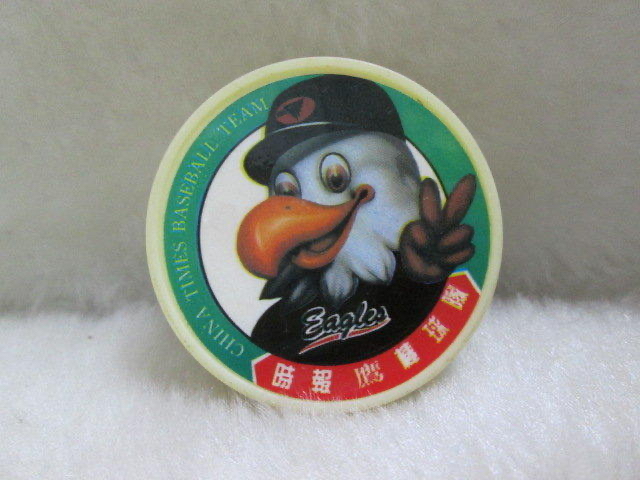 CHINA TIMES BASEBALL TEAM
Eagles
時報鷹棒球隊